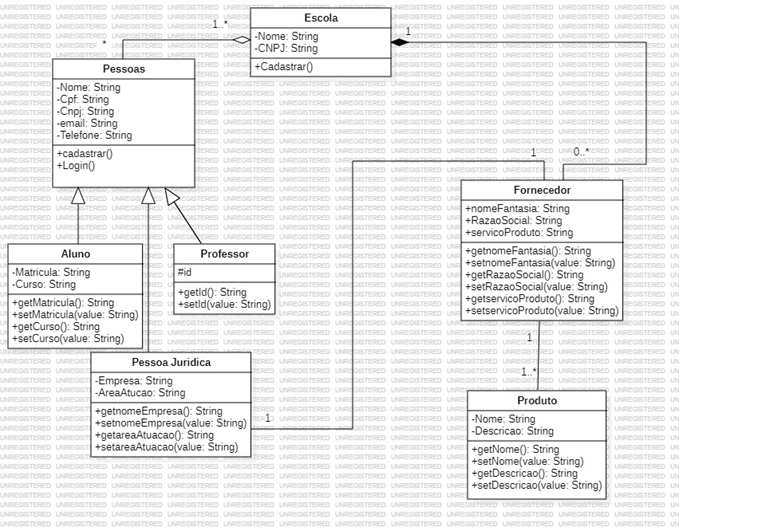 Escola
-Nome: String
-CNPJ: String
+Cadastrar()
1..*
*
1
Pessoas
-Nome: String
-Cpf: String
-Cnpj: String
-email: String
-Telefone: String
+cadastrar()
+Login()
1
0..*
Fornecedor
+nomeFantasia: String
+RazaoSocial: String
+servicoProduto: String
+getnomeFantasia(): String
+setnomeFantasia(value: String)
+getRazaoSocial(): String
+setRazaoSocial(value: String)
+getservicoProduto(): String
+setservicoProduto(value: String)
Aluno
-Matricula: String
-Curso: String
+getMatricula(): String
+setMatricula(value: String)
+getCurso(): String
+setCurso(value: String)
Professor
#id
+getId(): String
+setId(value: String)
Pessoa Juridica
-Empresa: String
-AreaAtucao: String
+getnomeEmpresa(): String
+setnomeEmpresa(value: String)
+getareaAtuacao(): String
+setareaAtuacao(value: String)
1
1
1..*
Produto
-Nome: String
-Descricao: String
+getNome(): String
+setNome(value: String)
+getDescricao(): String
+setDescricao(value: String)
UNREGISTERED